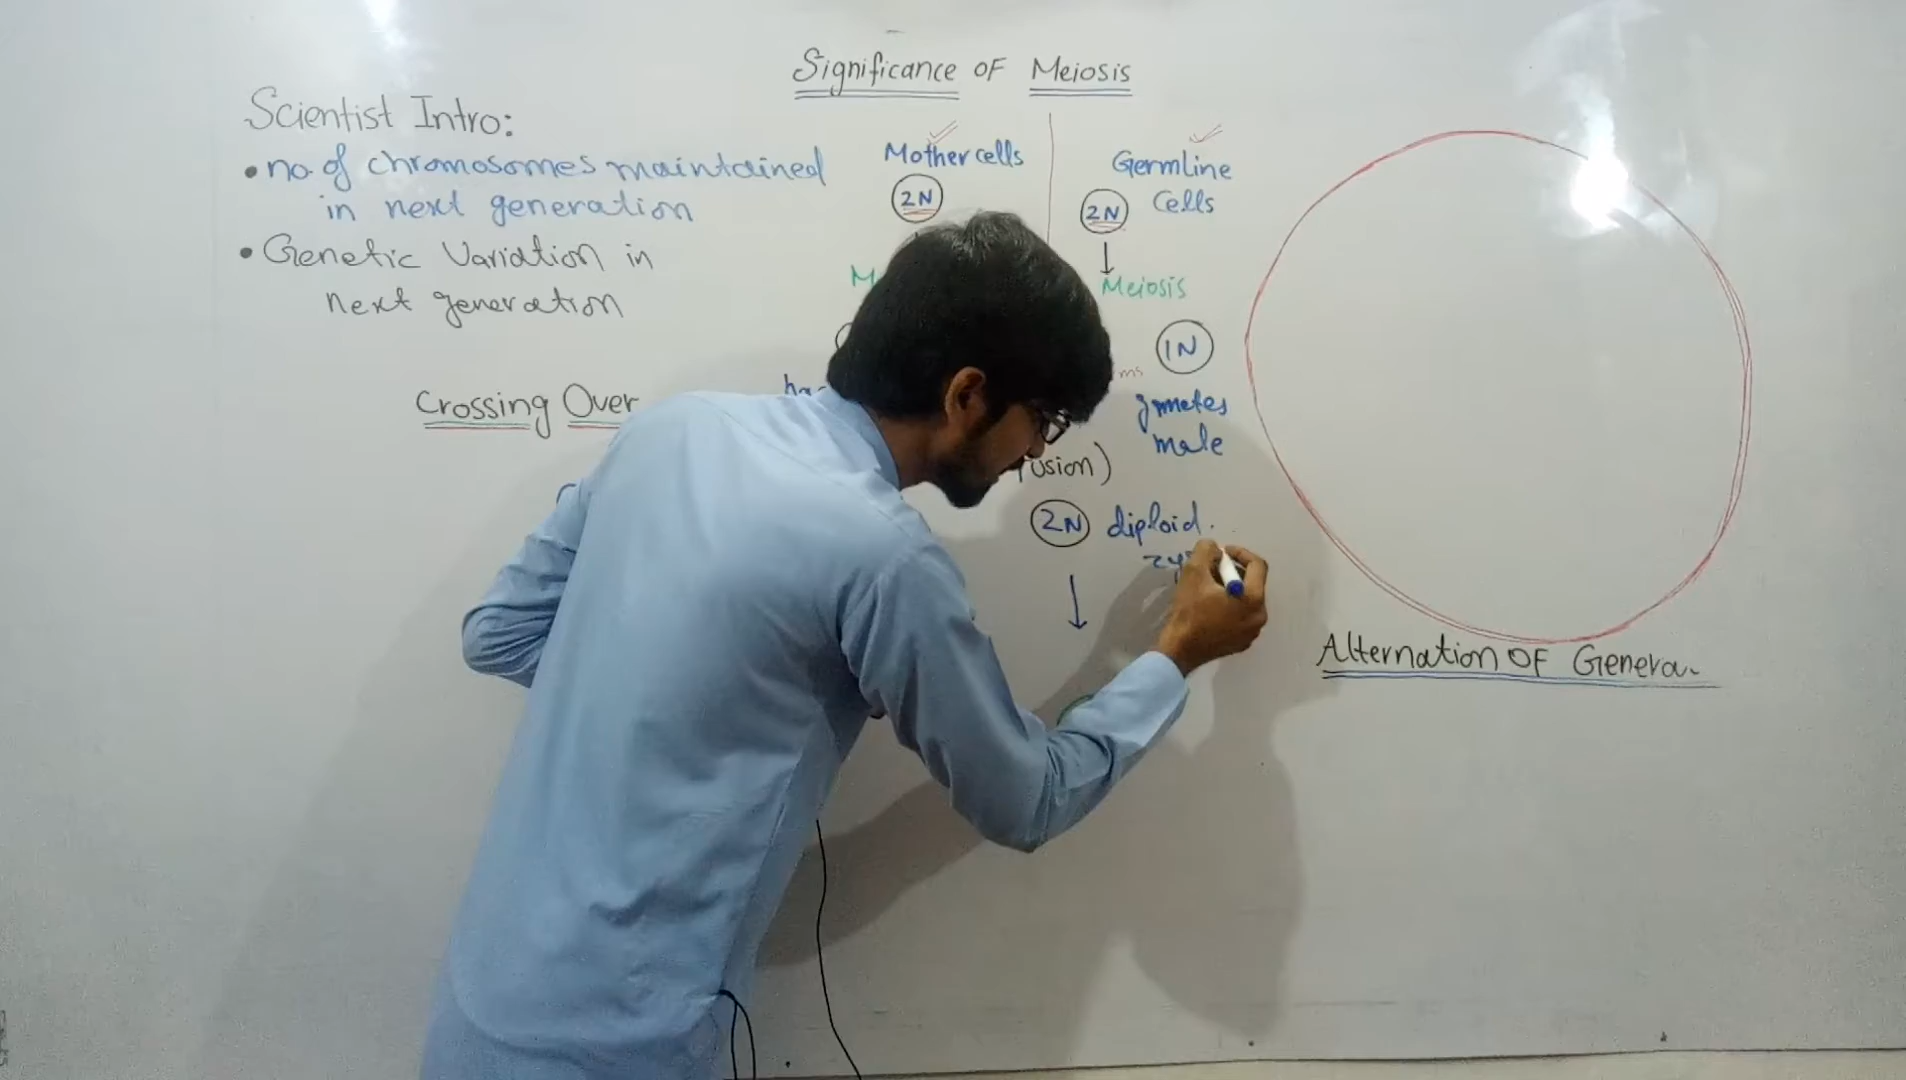 Significance OF Meiosis
Scientist Intro:
• no. of chromosomes maintained
in next generation
• Genetic Variation in
next generation
Crossing Over
Mother cells
2N
Germline
Cells
2N
Meiosis
1N
gametes
male
2N diploid.
Alternation OF Genera